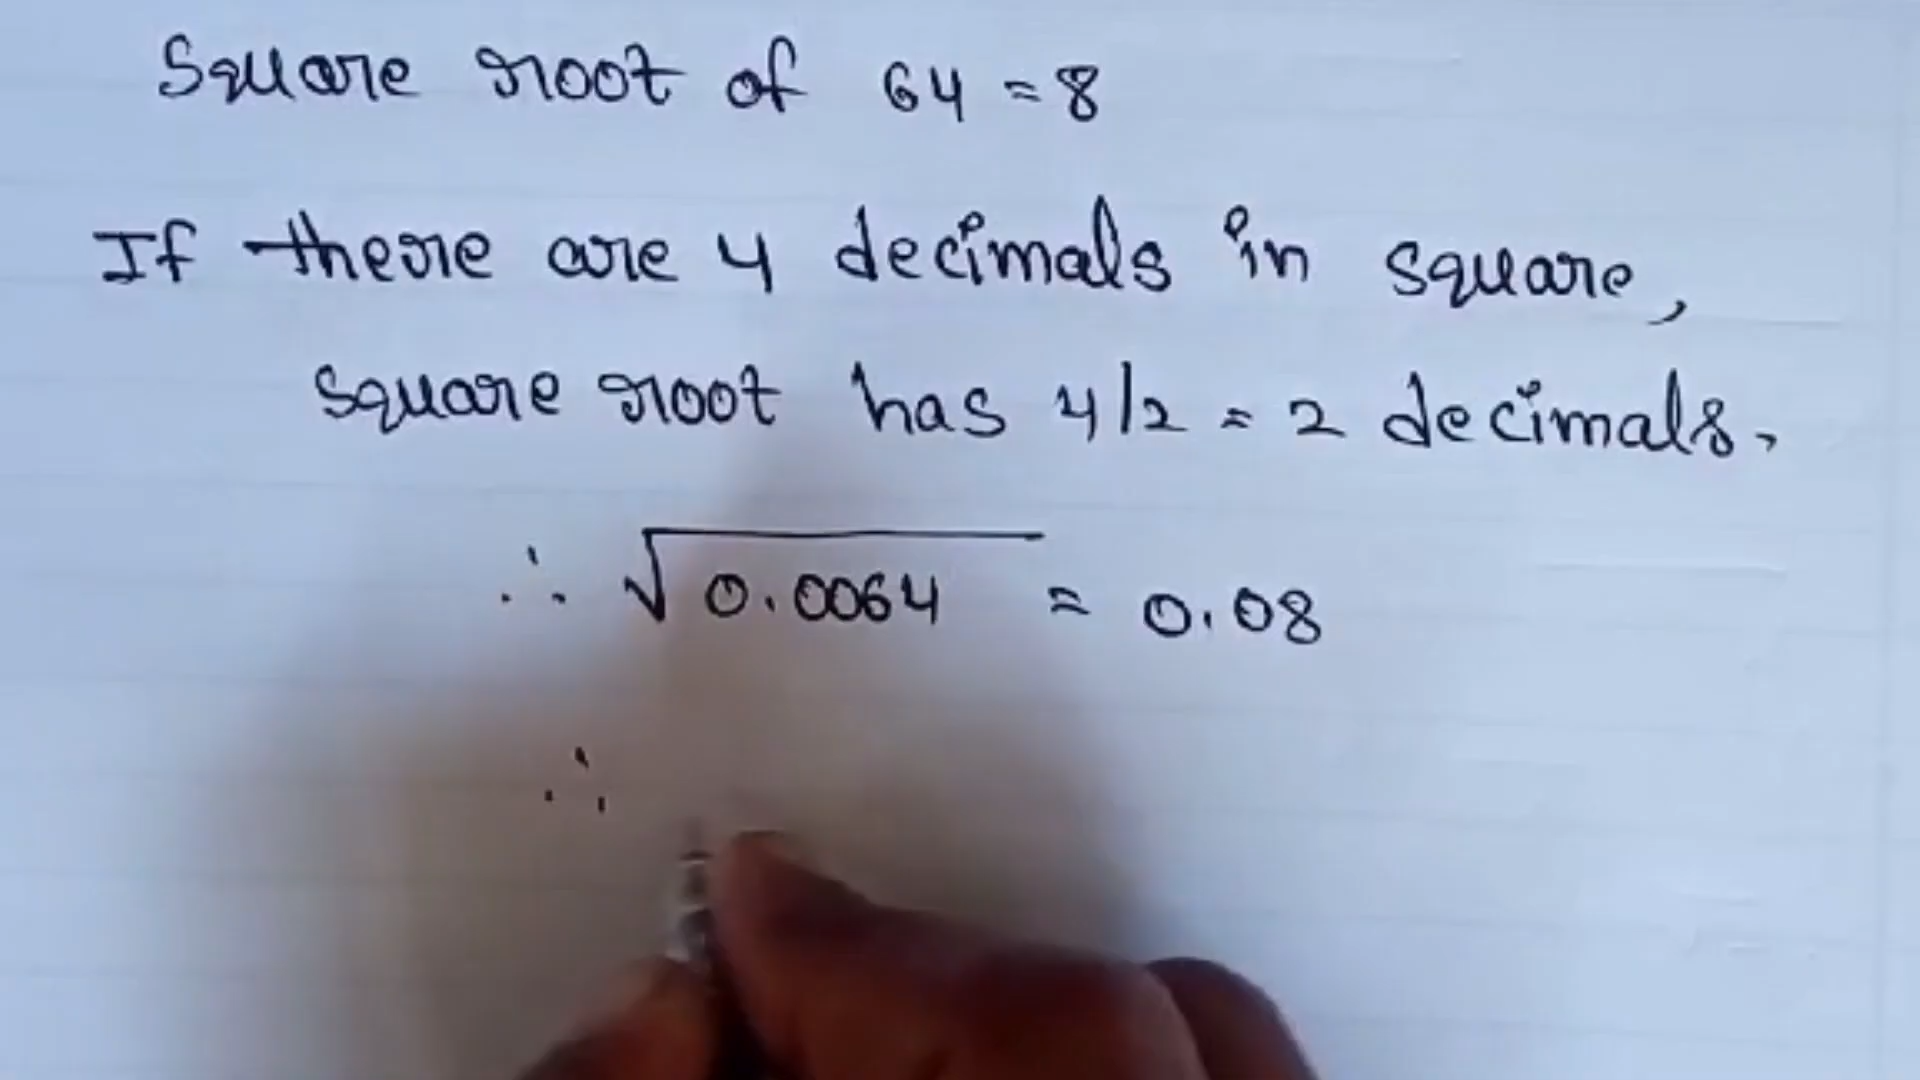 Square root of 64 = 8
If there are 4 decimals in square,
square root has 4/2 = 2 decimals.
∴ √0.0064 = 0.08
∴